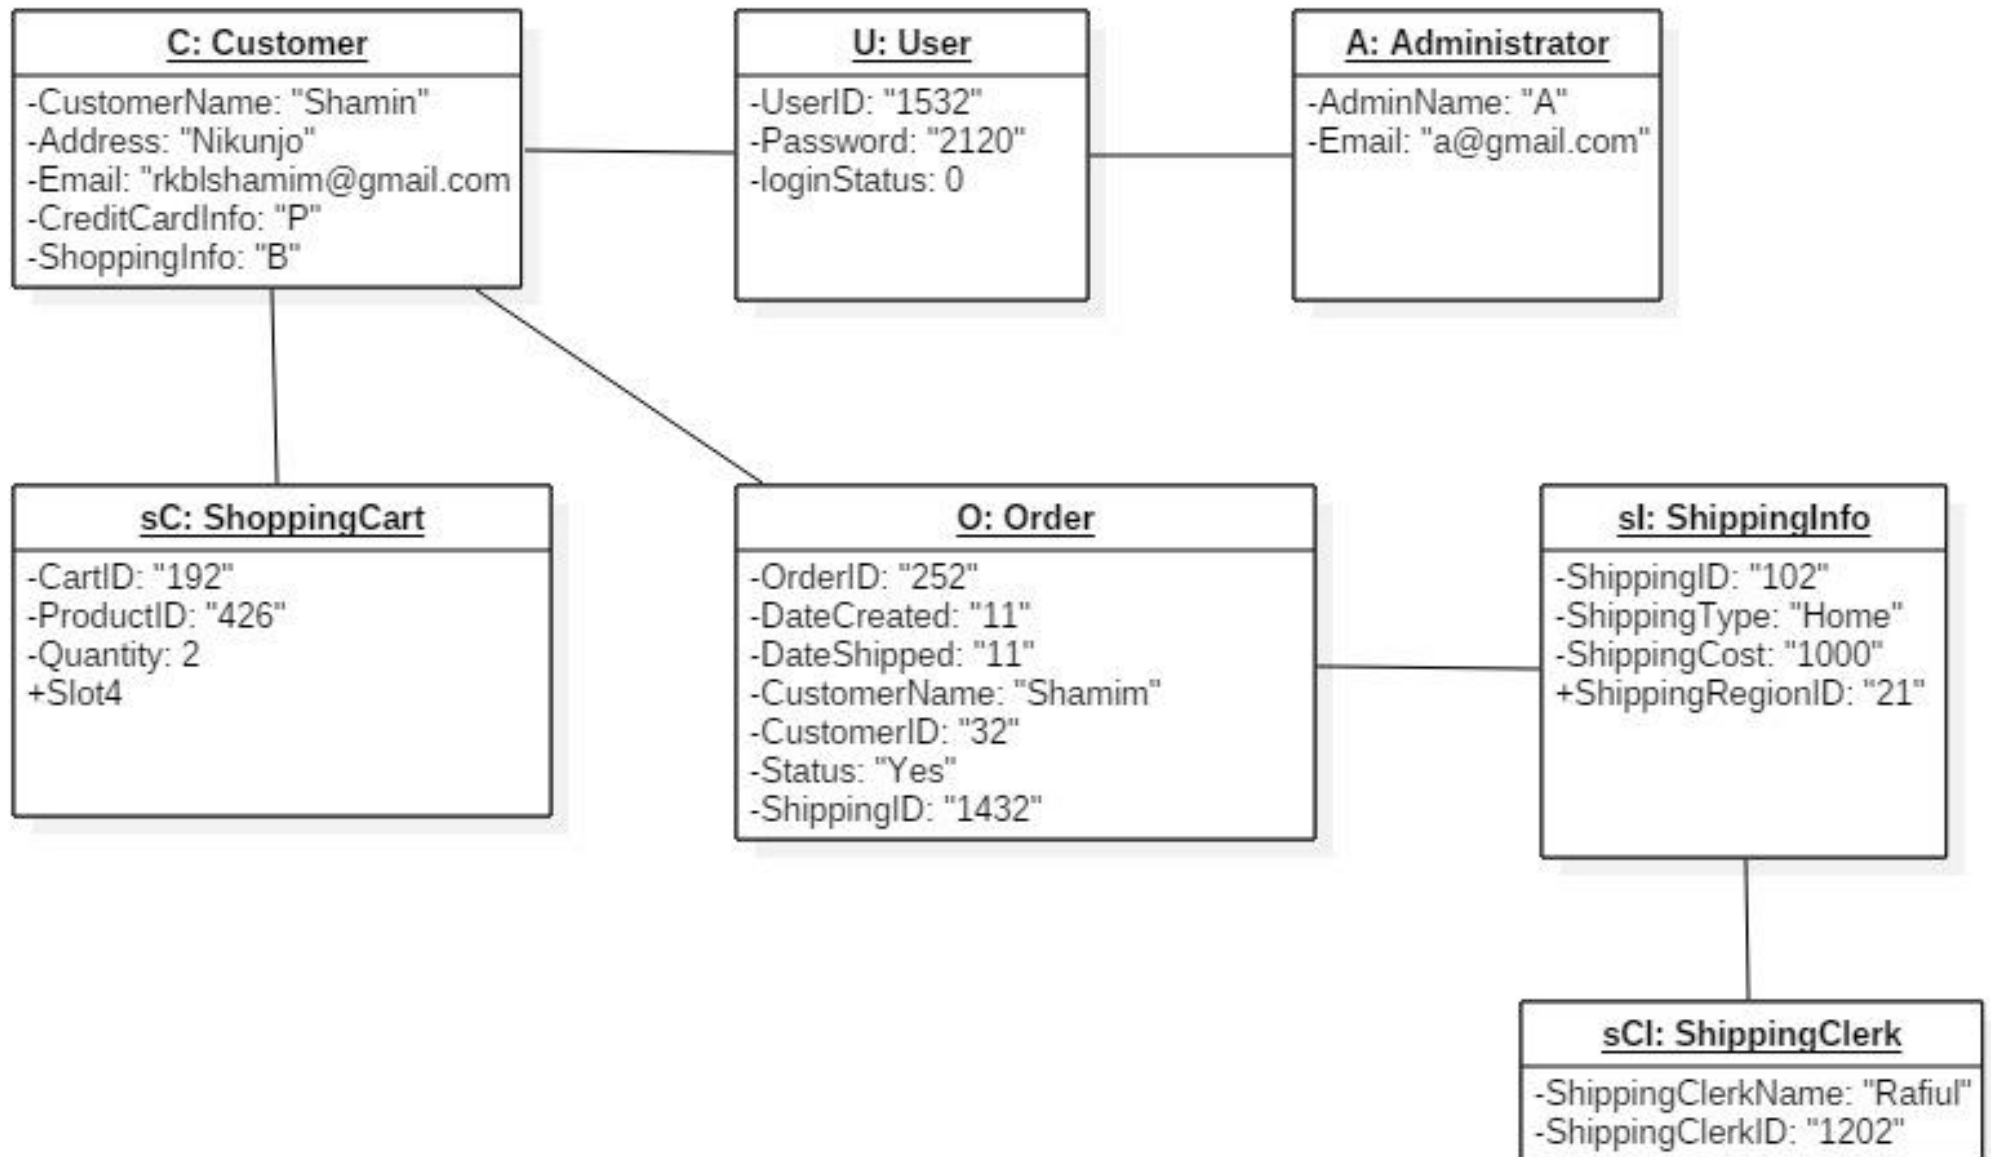 C: Customer
-CustomerName: "Shamin"
-Address: "Nikunjo"
-Email: "rkblshamim@gmail.com
-CreditCardInfo: "P"
-ShoppingInfo: "B"
U: User
-UserID: "1532"
-Password: "2120"
-loginStatus: 0
A: Administrator
-AdminName: "A"
-Email: "a@gmail.com"
sC: ShoppingCart
-CartID: "192"
-ProductID: "426"
-Quantity: 2
+Slot4
O: Order
-OrderID: "252"
-DateCreated: "11"
-DateShipped: "11"
-CustomerName: "Shamim"
-CustomerID: "32"
-Status: "Yes"
-ShippingID: "1432"
sI: ShippingInfo
-ShippingID: "102"
-ShippingType: "Home"
-ShippingCost: "1000"
+ShippingRegionID: "21"
sCl: ShippingClerk
-ShippingClerkName: "Rafiul"
-ShippingClerkID: "1202"